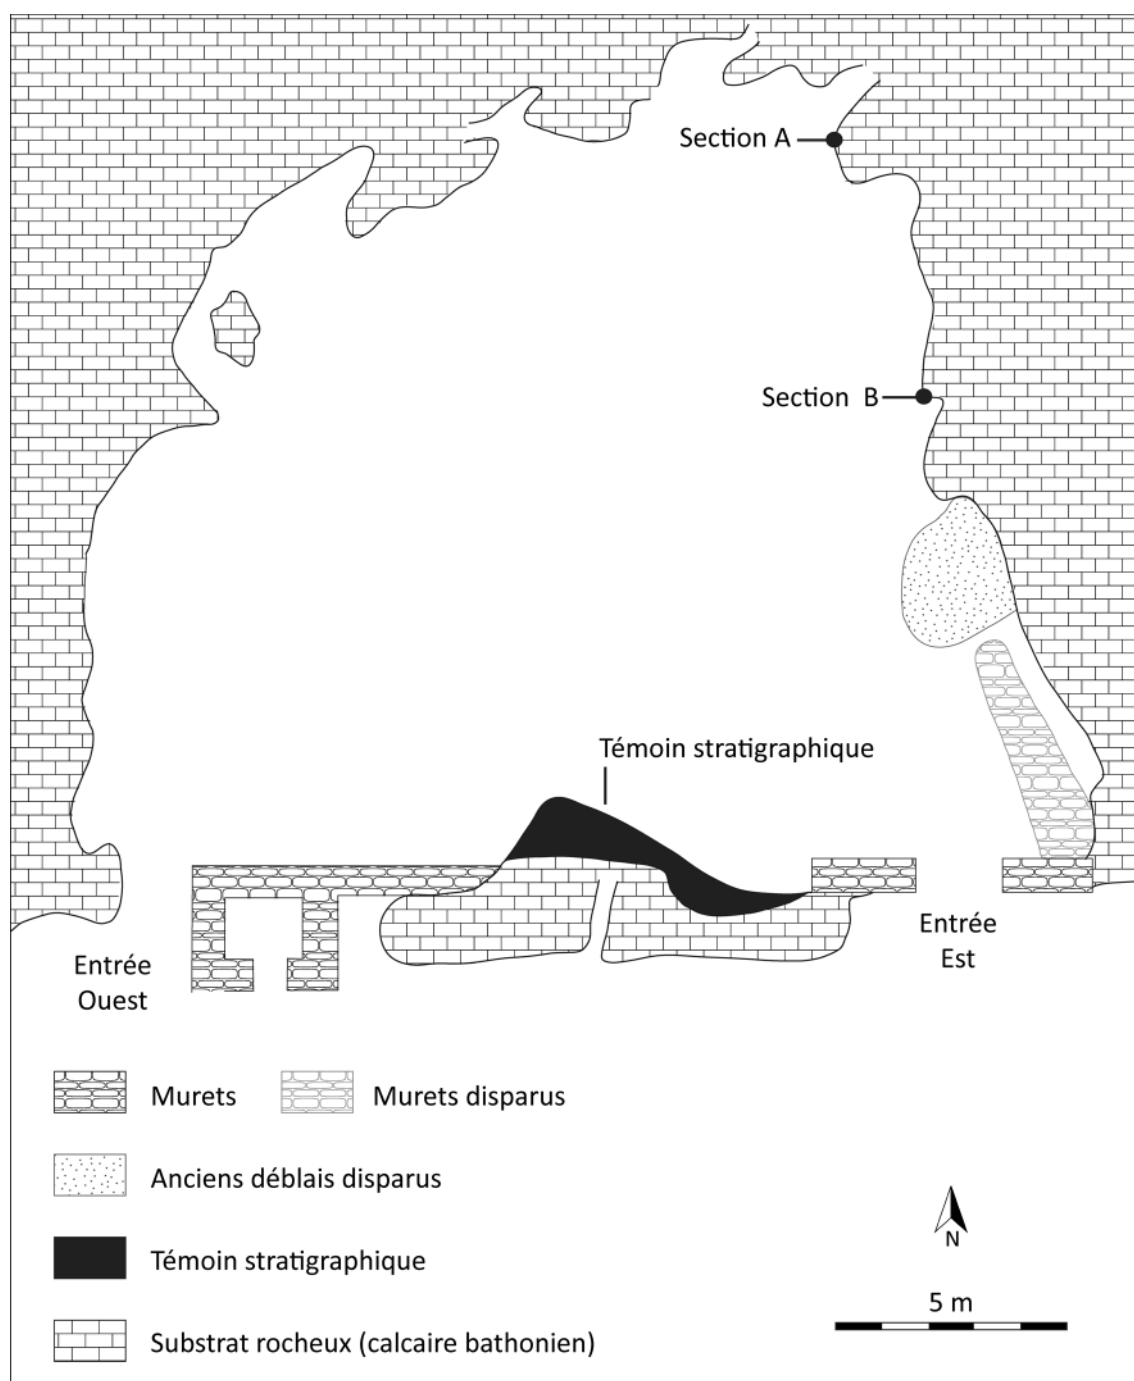 Section A
Section B
Témoin stratigraphique
Entrée
Ouest
Entrée
Est
Murets
Murets disparus
Anciens déblais disparus
Témoin stratigraphique
Substrat rocheux (calcaire bathonien)
N
5 m